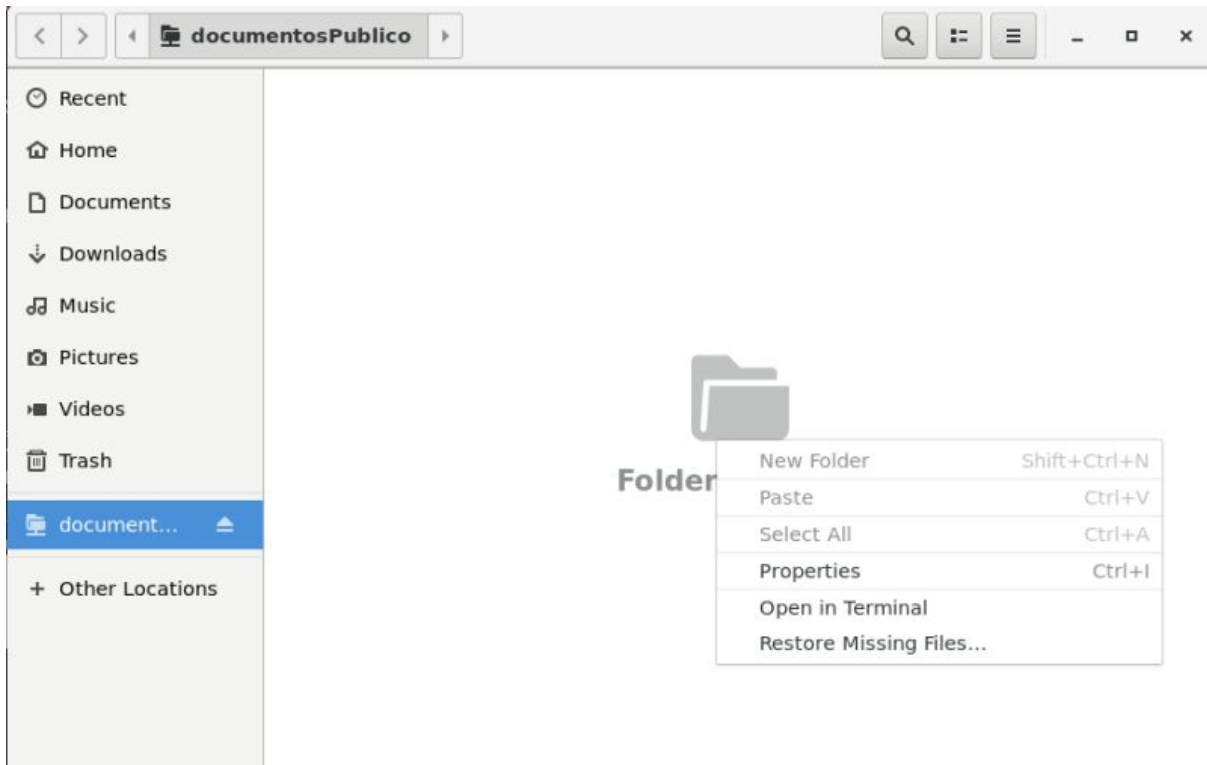 documentosPublico
Recent
Home
Documents
Downloads
Music
Pictures
Videos
Trash
document...
Other Locations
Folder
New Folder Shift+Ctrl+N
Paste Ctrl+V
Select All Ctrl+A
Properties Ctrl+I
Open in Terminal
Restore Missing Files...